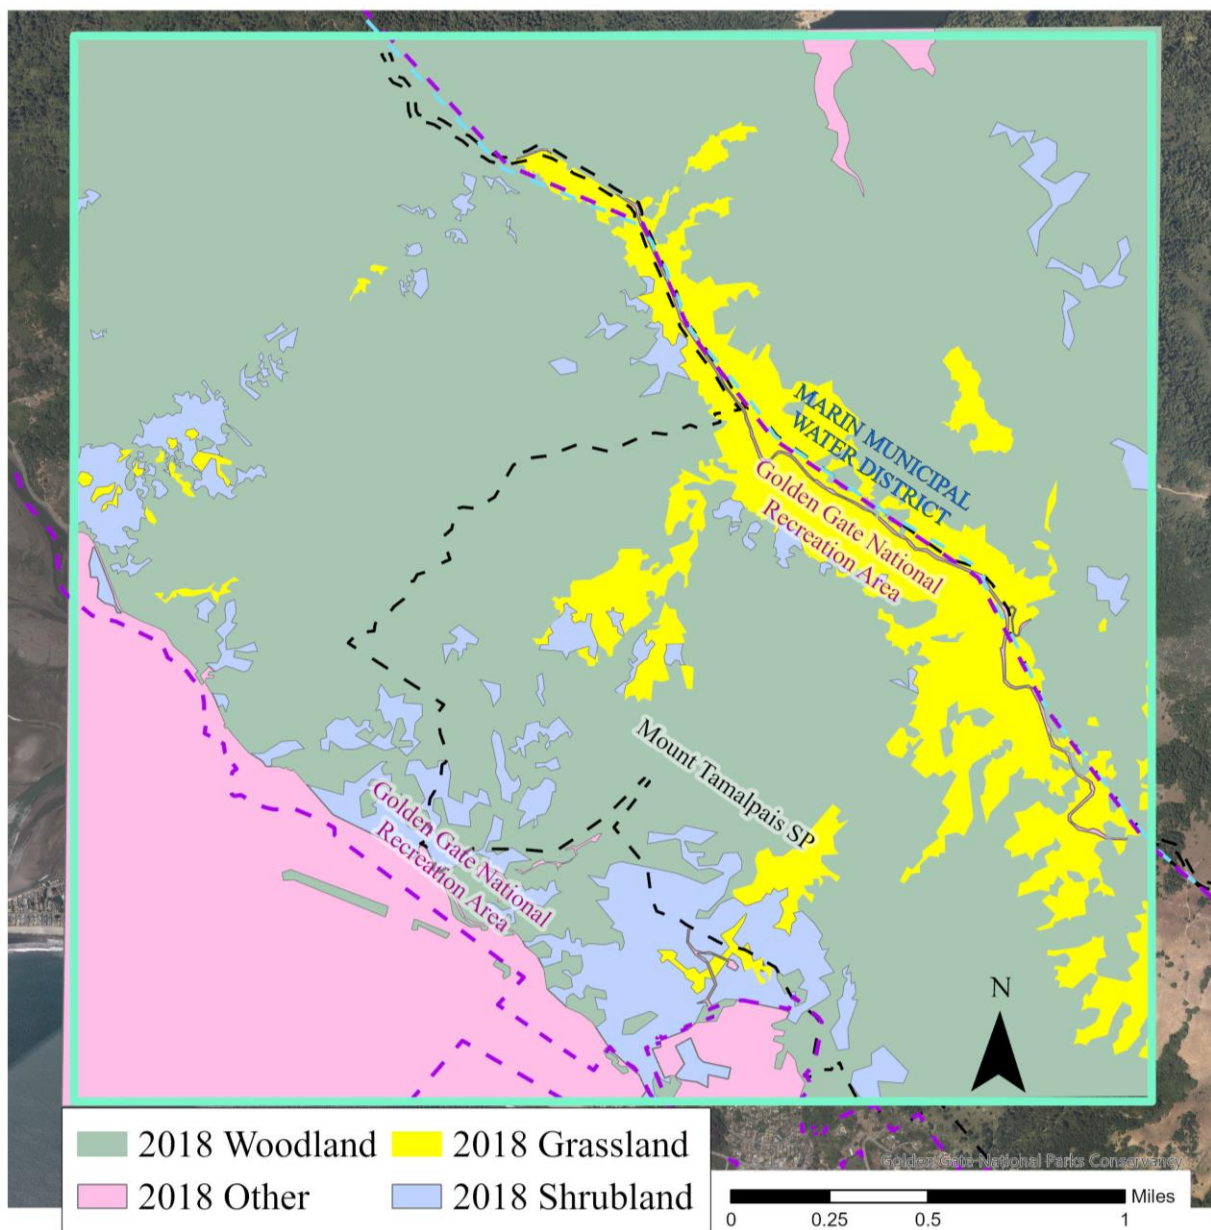 MARIN MUNICIPAL
WATER DISTRICT
Golden Gate National
Recreation Area
Mount Tamalpais SP
Golden Gate National
Recreation Area
N
2018 Woodland
2018 Grassland
2018 Other
2018 Shrubland
Golden Gate National Parks Conservancy
Miles
0 0.25 0.5 1